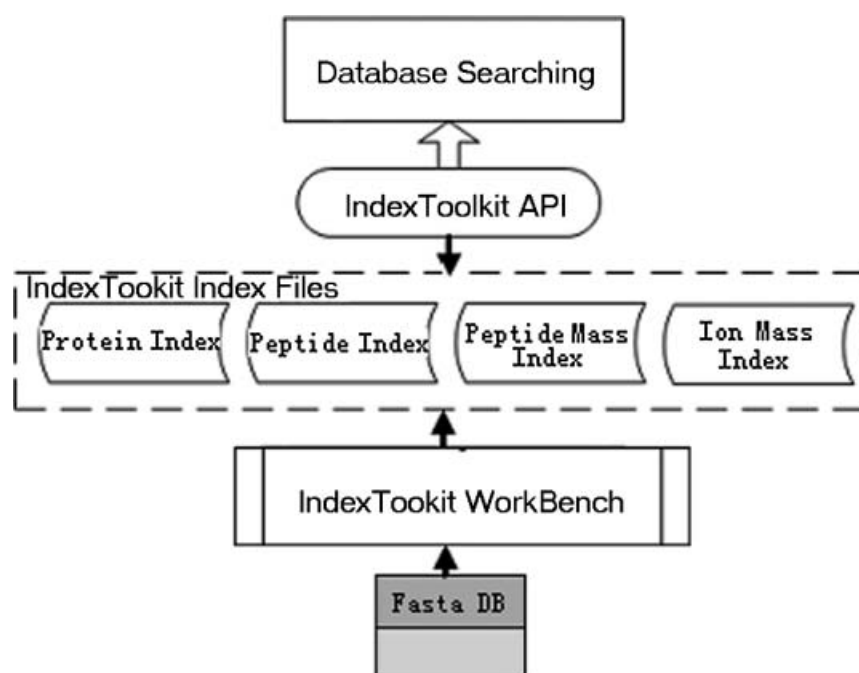 Database Searching
IndexToolkit API
IndexTookit Index Files
Protein Index
Peptide Index
Peptide Mass
Index
Ion Mass
Index
IndexTookit WorkBench
Fasta DB